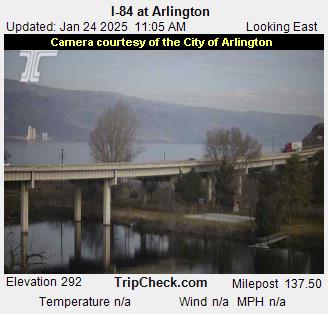 I-84 at Arlington
Updated: Jan 24 2025 11:05 AM Looking East
Camera courtesy of the City of Arlington
Elevation 292 TripCheck.com Milepost 137.50
Temperature n/a Wind n/a MPH n/a